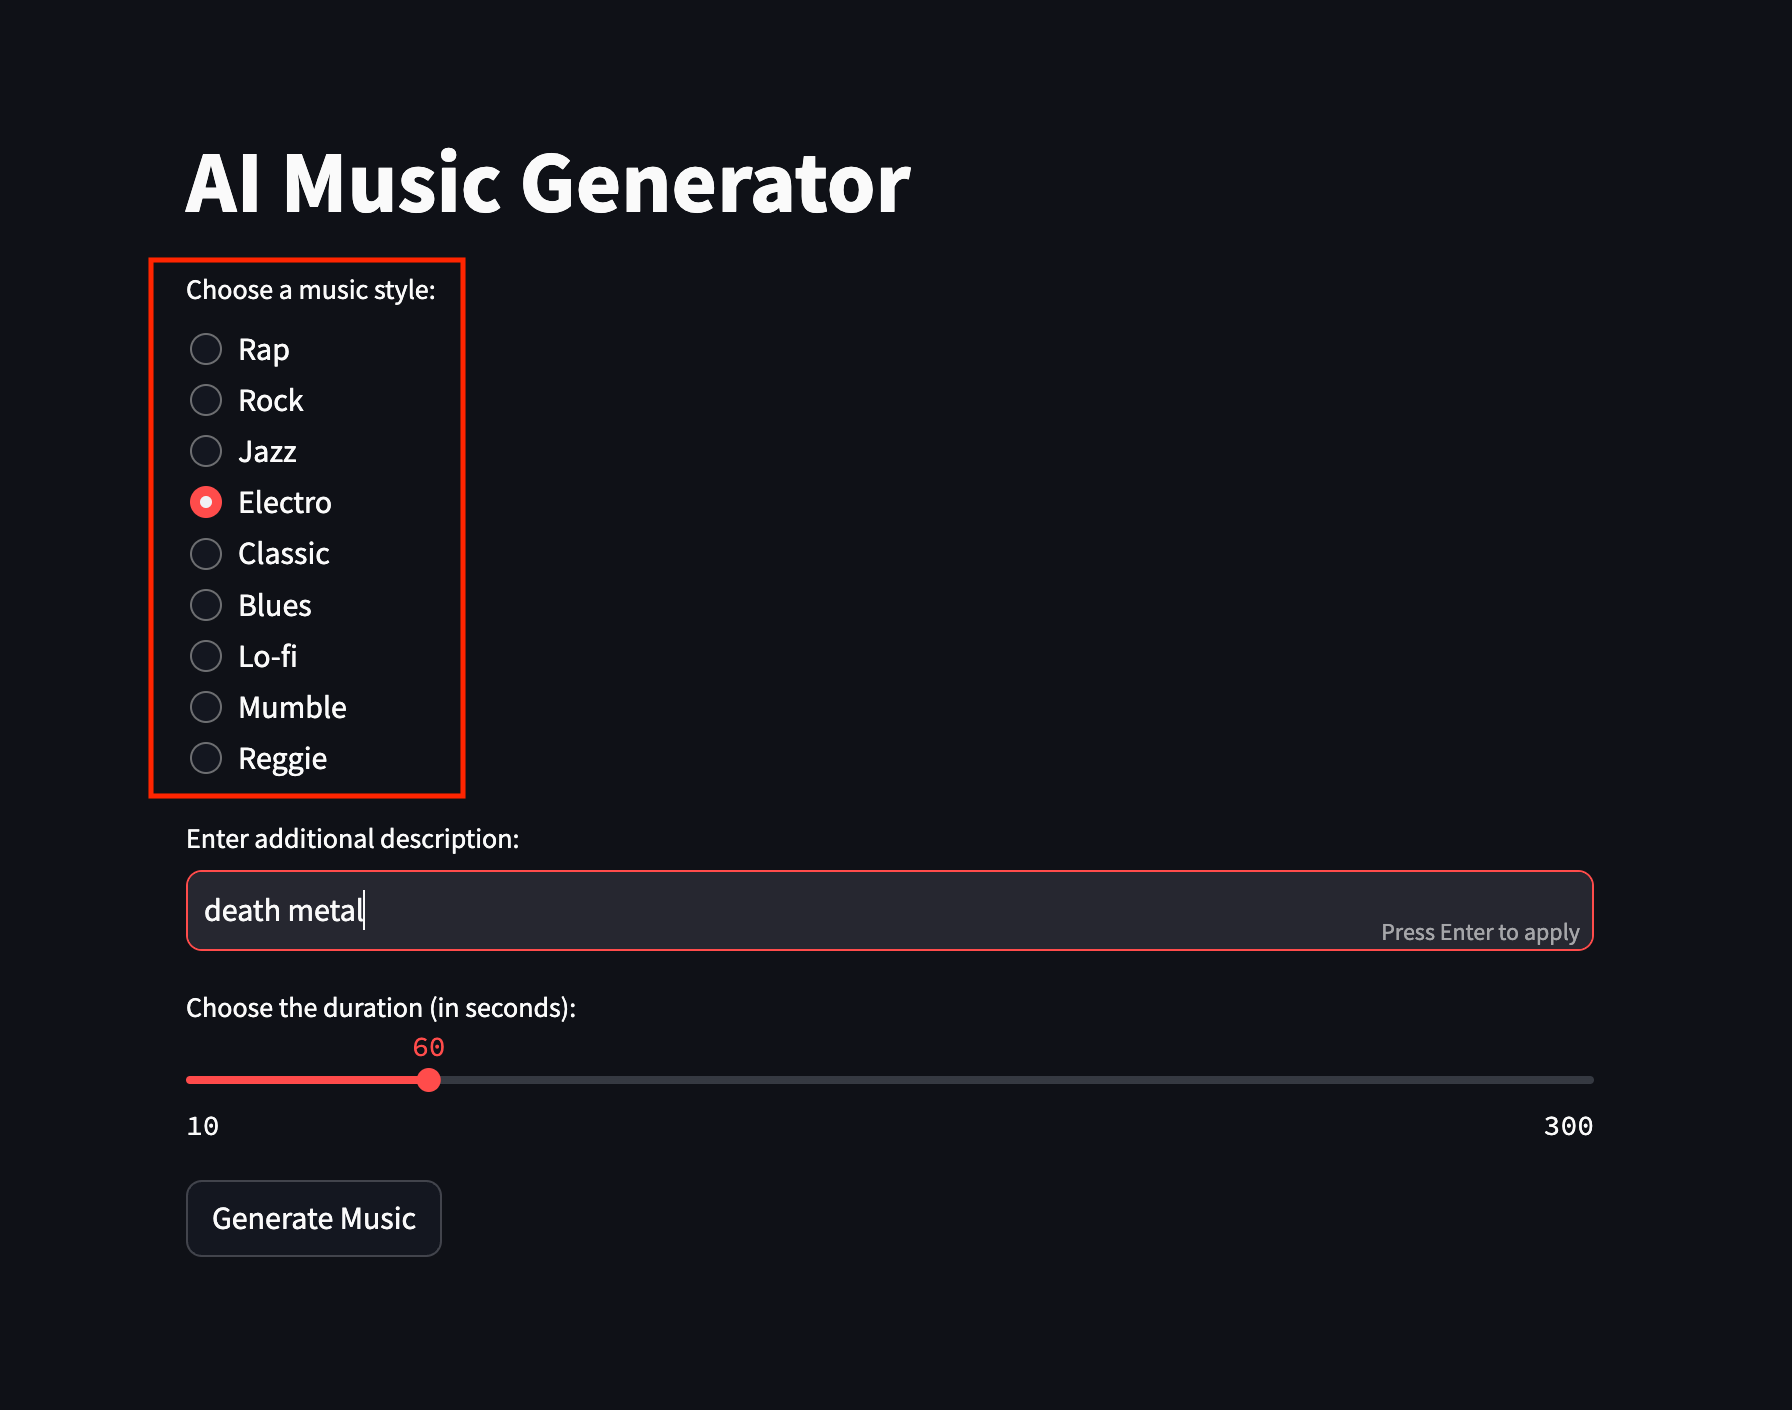 AI Music Generator
Choose a music style:
Rap
Rock
Jazz
Electro
Classic
Blues
Lo-fi
Mumble
Reggie
Enter additional description:
death metal
Press Enter to apply
Choose the duration (in seconds):
60
10 300
Generate Music